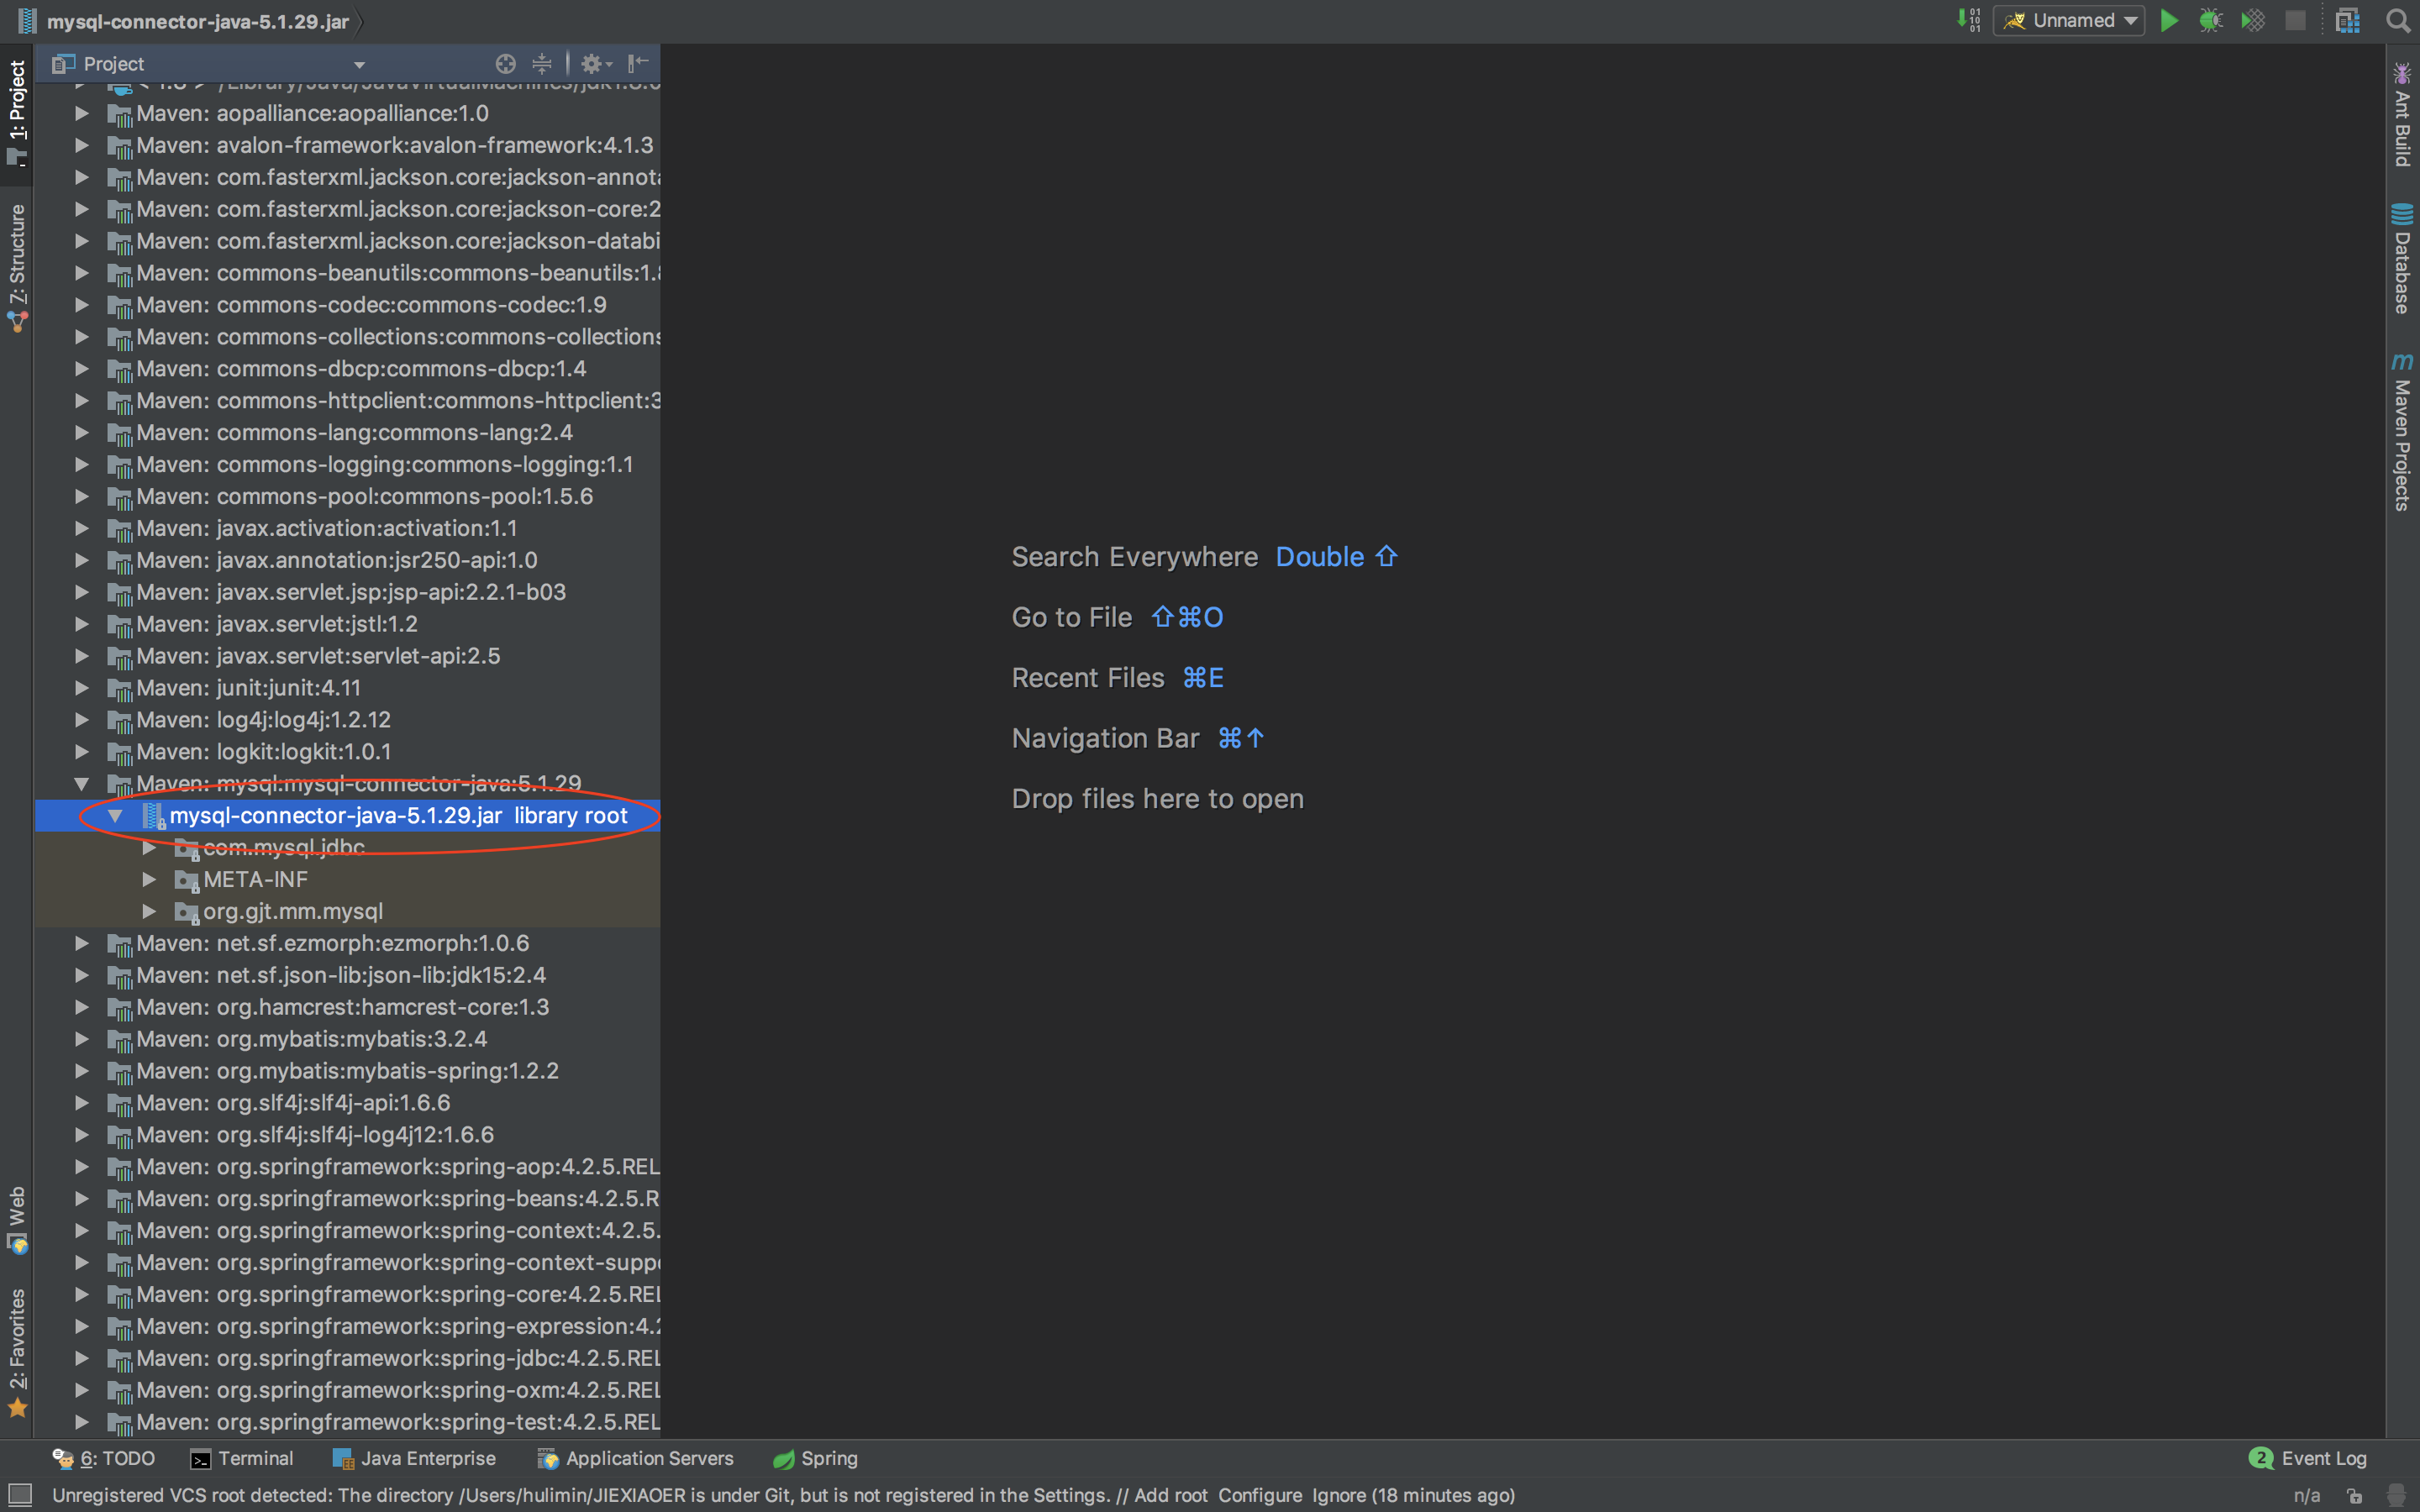 mysql-connector-java-5.1.29.jar
Unnamed
Project
1: Project
7: Structure
Web
2: Favorites
Maven: aopalliance:aopalliance:1.0
Maven: avalon-framework:avalon-framework:4.1.3
Maven: com.fasterxml.jackson.core:jackson-annota
Maven: com.fasterxml.jackson.core:jackson-core:2
Maven: com.fasterxml.jackson.core:jackson-databi
Maven: commons-beanutils:commons-beanutils:1.8
Maven: commons-codec:commons-codec:1.9
Maven: commons-collections:commons-collections
Maven: commons-dbcp:commons-dbcp:1.4
Maven: commons-httpclient:commons-httpclient:3
Maven: commons-lang:commons-lang:2.4
Maven: commons-logging:commons-logging:1.1
Maven: commons-pool:commons-pool:1.5.6
Maven: javax.activation:activation:1.1
Maven: javax.annotation:jsr250-api:1.0
Maven: javax.servlet.jsp:jsp-api:2.2.1-b03
Maven: javax.servlet:jstl:1.2
Maven: javax.servlet:servlet-api:2.5
Maven: junit:junit:4.11
Maven: log4j:log4j:1.2.12
Maven: logkit:logkit:1.0.1
Maven: mysql:mysql-connector-java:5.1.29
mysql-connector-java-5.1.29.jar library root
com.mysql.jdbc
META-INF
org.gjt.mm.mysql
Maven: net.sf.ezmorph:ezmorph:1.0.6
Maven: net.sf.json-lib:json-lib:jdk15:2.4
Maven: org.hamcrest:hamcrest-core:1.3
Maven: org.mybatis:mybatis:3.2.4
Maven: org.mybatis:mybatis-spring:1.2.2
Maven: org.slf4j:slf4j-api:1.6.6
Maven: org.slf4j:slf4j-log4j12:1.6.6
Maven: org.springframework:spring-aop:4.2.5.REL
Maven: org.springframework:spring-beans:4.2.5.R
Maven: org.springframework:spring-context:4.2.5.
Maven: org.springframework:spring-context-suppo
Maven: org.springframework:spring-core:4.2.5.REL
Maven: org.springframework:spring-expression:4.2
Maven: org.springframework:spring-jdbc:4.2.5.REL
Maven: org.springframework:spring-oxm:4.2.5.REL
Maven: org.springframework:spring-test:4.2.5.REL
Search Everywhere Double ⇧
Go to File ⇧⌘O
Recent Files ⌘E
Navigation Bar ⌘↑
Drop files here to open
Ant Build
Database
Maven Projects
6: TODO
Terminal
Java Enterprise
Application Servers
Spring
2 Event Log
Unregistered VCS root detected: The directory /Users/hulimin/JIEXIAOER is under Git, but is not registered in the Settings. // Add root Configure Ignore (18 minutes ago)
n/a